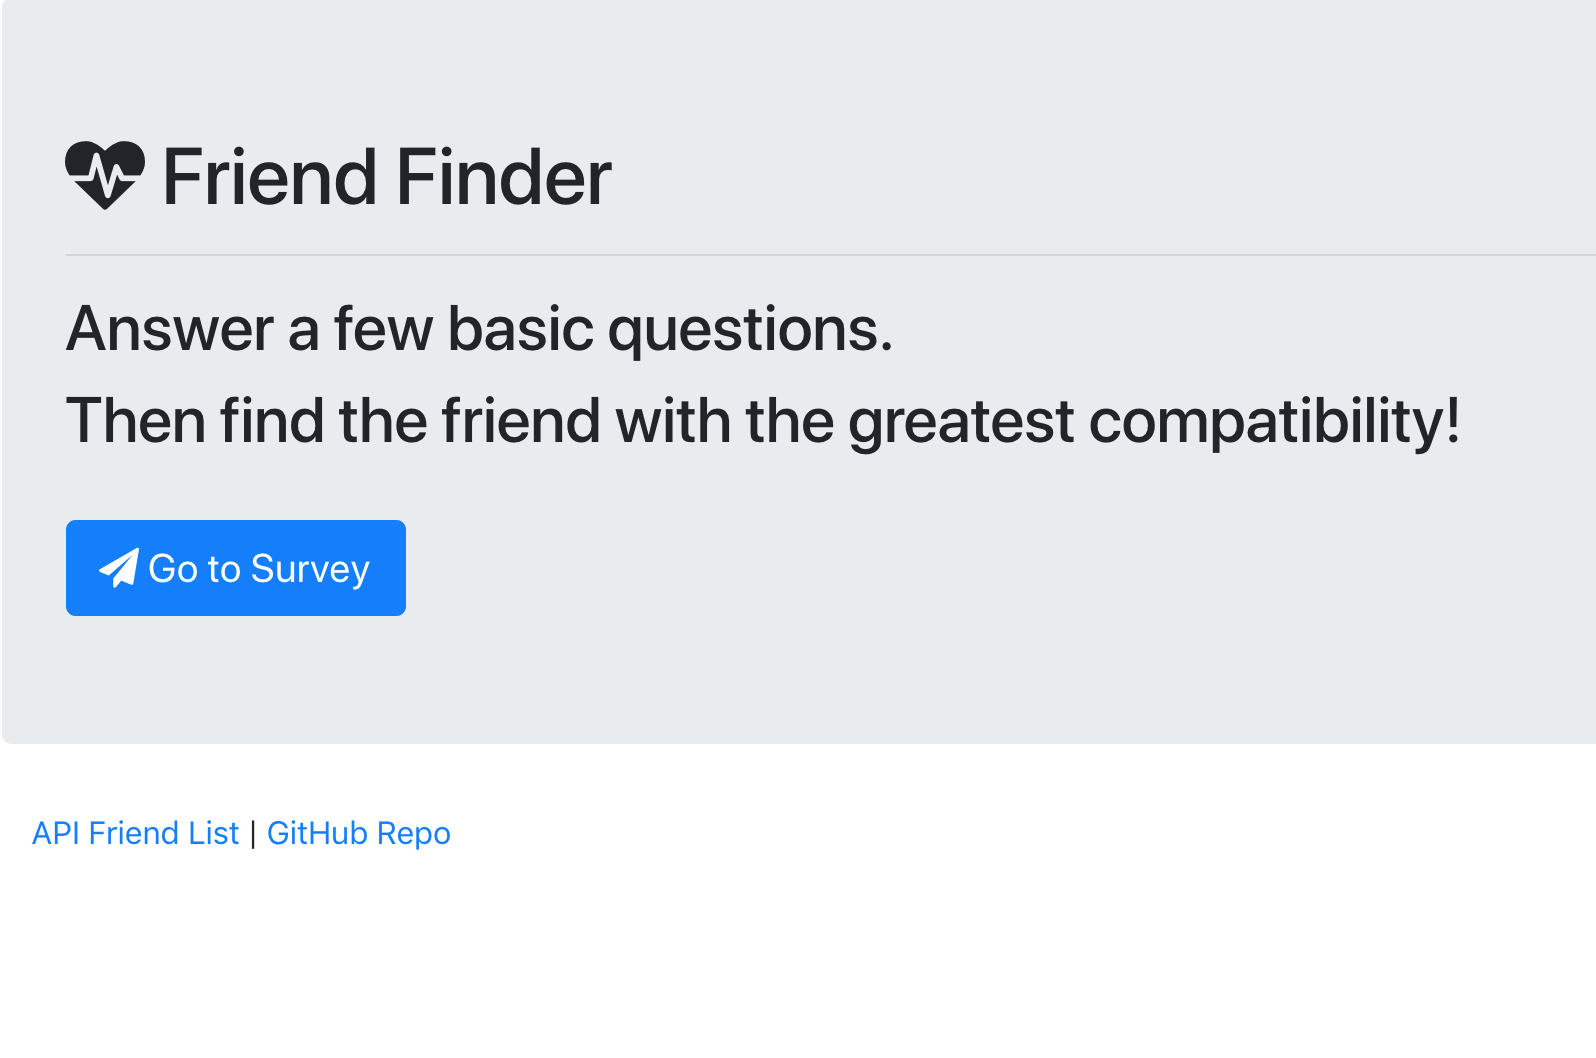 Friend Finder
Answer a few basic questions.
Then find the friend with the greatest compatibility!
Go to Survey
API Friend List | GitHub Repo